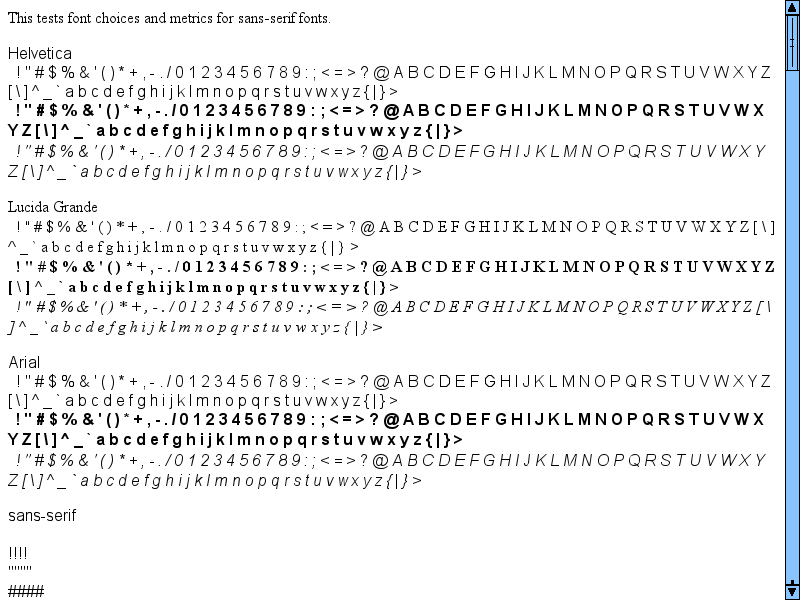 This tests font choices and metrics for sans-serif fonts.
Helvetica
! " # $ % & ' ( ) * + , - . / 0 1 2 3 4 5 6 7 8 9 : ; < = > ? @ A B C D E F G H I J K L M N O P Q R S T U V W X Y Z
[ \ ] ^ _ ` a b c d e f g h i j k l m n o p q r s t u v w x y z { | } >
! " # $ % & ' ( ) * + , - . / 0 1 2 3 4 5 6 7 8 9 : ; < = > ? @ A B C D E F G H I J K L M N O P Q R S T U V W X
Y Z [ \ ] ^ _ ` a b c d e f g h i j k l m n o p q r s t u v w x y z { | } >
! " # $ % & ' ( ) * + , - . / 0 1 2 3 4 5 6 7 8 9 : ; < = > ? @ A B C D E F G H I J K L M N O P Q R S T U V W X Y
Z [ \ ] ^ _ ` a b c d e f g h i j k l m n o p q r s t u v w x y z { | } >
Lucida Grande
! " # $ % & ' ( ) * + , - . / 0 1 2 3 4 5 6 7 8 9 : ; < = > ? @ A B C D E F G H I J K L M N O P Q R S T U V W X Y Z [ \ ]
^ _ ` a b c d e f g h i j k l m n o p q r s t u v w x y z { | } >
! " # $ % & ' ( ) * + , - . / 0 1 2 3 4 5 6 7 8 9 : ; < = > ? @ A B C D E F G H I J K L M N O P Q R S T U V W X Y Z
[ \ ] ^ _ ` a b c d e f g h i j k l m n o p q r s t u v w x y z { | } >
! " # $ % & ' ( ) * + , - . / 0 1 2 3 4 5 6 7 8 9 : ; < = > ? @ A B C D E F G H I J K L M N O P Q R S T U V W X Y Z [ \
] ^ _ ` a b c d e f g h i j k l m n o p q r s t u v w x y z { | } >
Arial
! " # $ % & ' ( ) * + , - . / 0 1 2 3 4 5 6 7 8 9 : ; < = > ? @ A B C D E F G H I J K L M N O P Q R S T U V W X Y Z
[ \ ] ^ _ ` a b c d e f g h i j k l m n o p q r s t u v w x y z { | } >
! " # $ % & ' ( ) * + , - . / 0 1 2 3 4 5 6 7 8 9 : ; < = > ? @ A B C D E F G H I J K L M N O P Q R S T U V W X
Y Z [ \ ] ^ _ ` a b c d e f g h i j k l m n o p q r s t u v w x y z { | } >
! " # $ % & ' ( ) * + , - . / 0 1 2 3 4 5 6 7 8 9 : ; < = > ? @ A B C D E F G H I J K L M N O P Q R S T U V W X Y
Z [ \ ] ^ _ ` a b c d e f g h i j k l m n o p q r s t u v w x y z { | } >
sans-serif
!!!!
""""
####